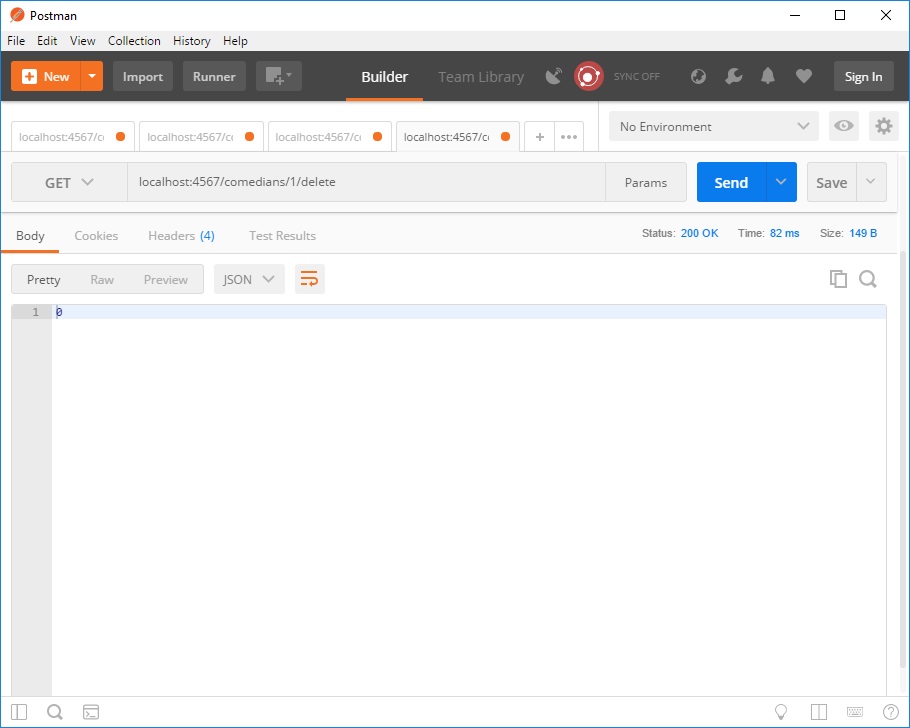 Postman
File Edit View Collection History Help
New Import Runner Builder Team Library SYNC OFF Sign In
localhost:4567/c localhost:4567/c localhost:4567/c localhost:4567/c + ••• No Environment
GET localhost:4567/comedians/1/delete Params Send Save
Body Cookies Headers (4) Test Results Status: 200 OK Time: 82 ms Size: 149 B
Pretty Raw Preview JSON
1 0